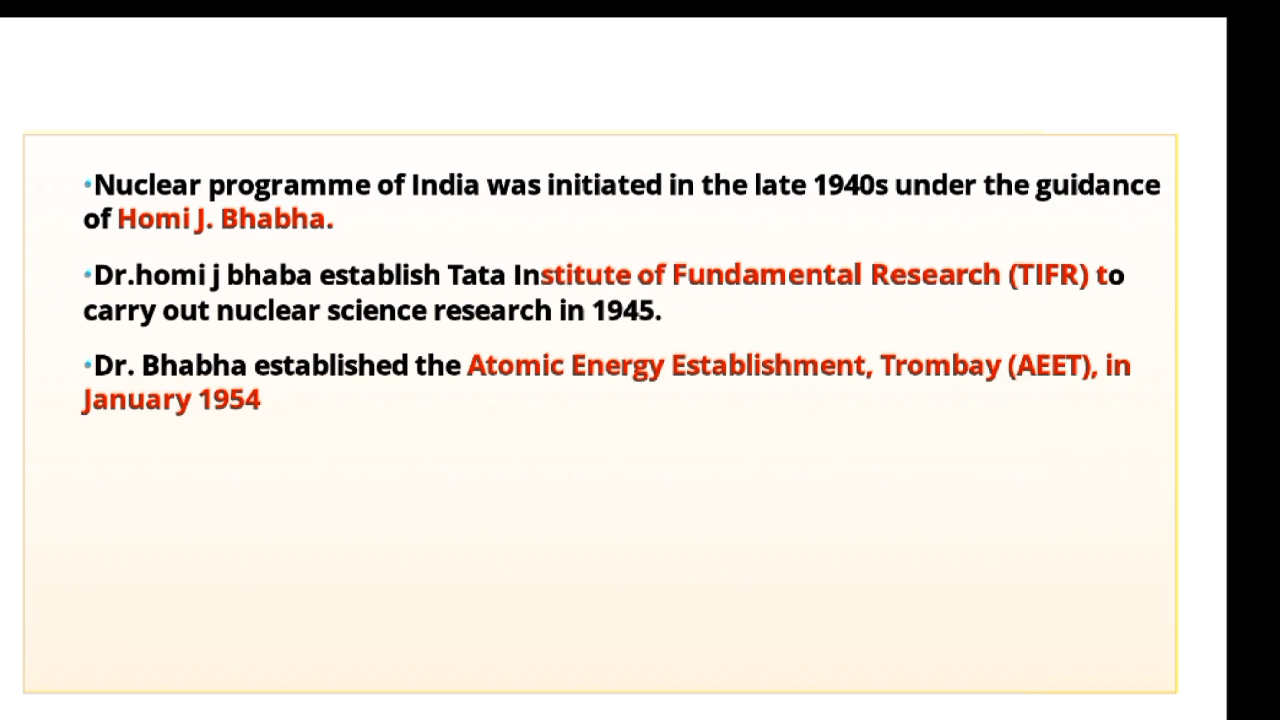 •Nuclear programme of India was initiated in the late 1940s under the guidance
of Homi J. Bhabha.
•Dr.homi j bhaba establish Tata Institute of Fundamental Research (TIFR) to
carry out nuclear science research in 1945.
•Dr. Bhabha established the Atomic Energy Establishment, Trombay (AEET), in
January 1954